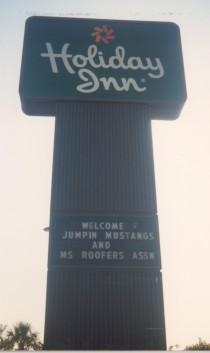 Holiday
Inn®
WELCOME
JUMPIN MUSTANGS
AND
MS ROOFERS ASSN